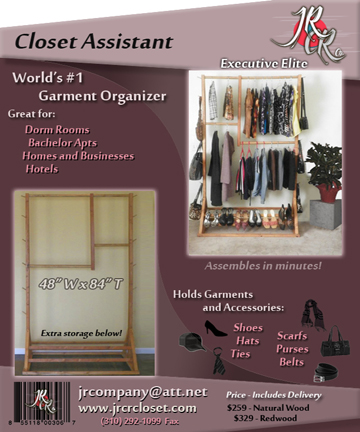 Closet Assistant
JR
CR Co
Executive Elite
World's #1
Garment Organizer
Great for:
Dorm Rooms
Bachelor Apts
Homes and Businesses
Hotels
Assembles in minutes!
48" W x 84" T
Extra storage below!
Holds Garments
and Accessories:
Shoes
Hats
Ties
Scarfs
Purses
Belts
jrcompany@att.net
www.jrcrcloset.com
(310) 292-1099 Fax
Price - Includes Delivery
$259 - Natural Wood
$329 - Redwood